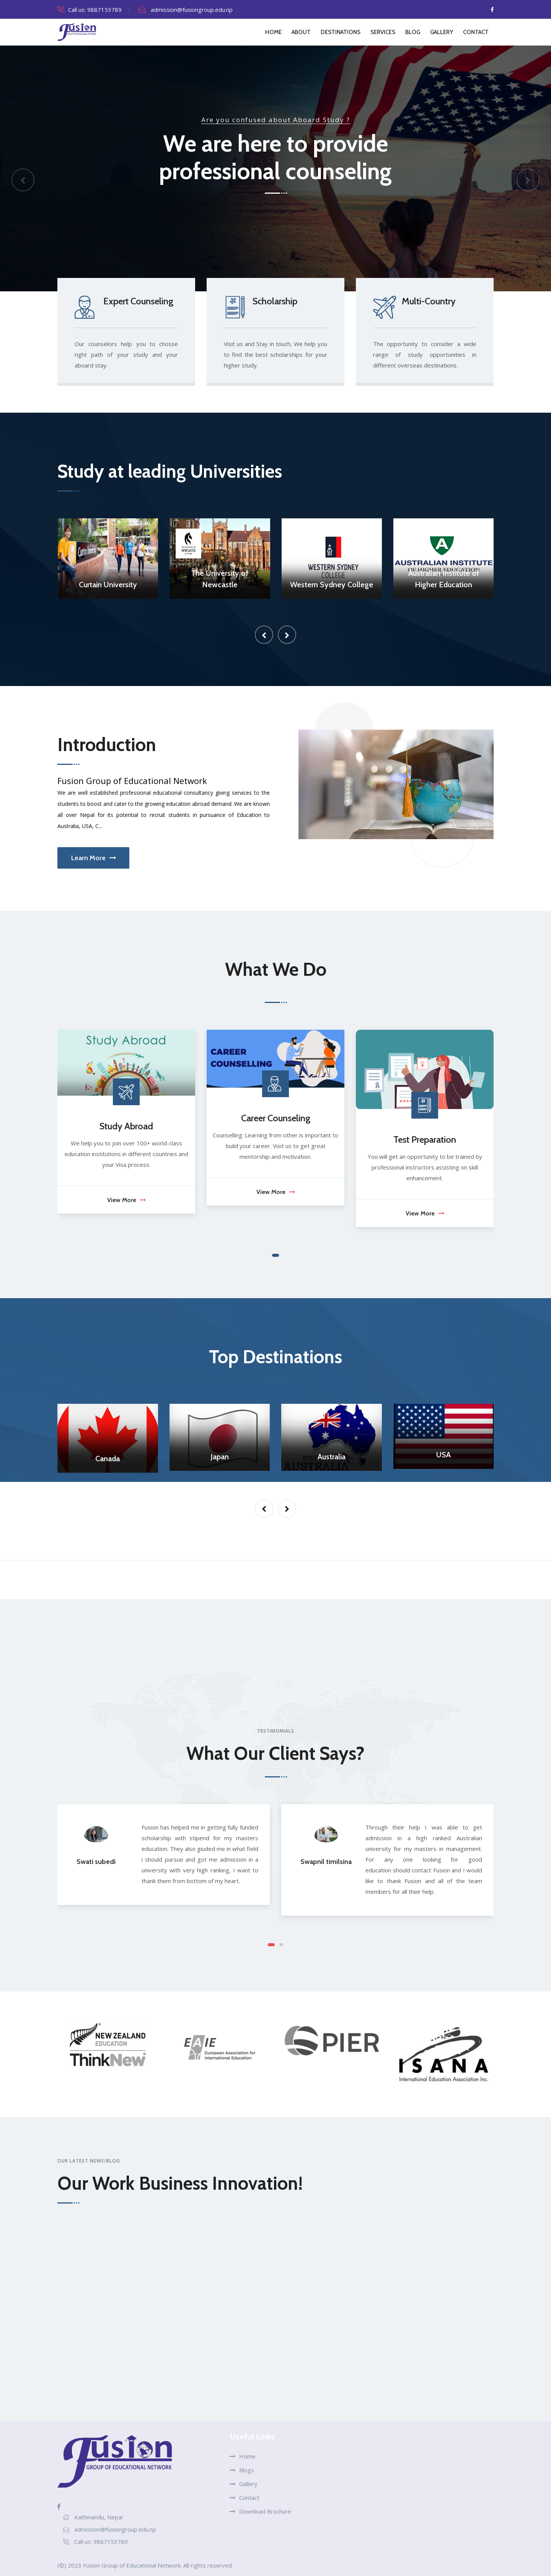 Call us: 9887153789
admission@fusiongroup.edu.np
Fusion
HOME
ABOUT
DESTINATIONS
SERVICES
BLOG
GALLERY
CONTACT
Are you confused about Aboard Study ?
We are here to provide
professional counseling
Expert Counseling
Our counselors help you to chosse
right path of your study and your
aboard stay.
Scholarship
Visit us and Stay in touch, We help you
to find the best scholarships for your
higher study.
Multi-Country
The opportunity to consider a wide
range of study opportunities in
different overseas destinations.
Study at leading Universities
Curtain University
The University of
Newcastle
WESTERN SYDNEY
COLLEGE
Western Sydney College
AUSTRALIAN INSTITUTE
OF HIGHER EDUCATION
Australian Institute of
Higher Education
Introduction
Fusion Group of Educational Network
We are well established professional educational consultancy giving services to the
students to boost and cater to the growing education abroad demand. We are known
all over Nepal for its potential to recruit students in pursuance of Education to
Australia, USA, C...
Learn More
What We Do
Study Abroad
Study Abroad
We help you to join over 100+ world class
education institutions in different countries and
your Visa process.
View More
CAREER
COUNSELLING
Career Counseling
Counselling. Learning from other is important to
build your career. Visit us to get great
mentorship and motivation.
View More
Test Preparation
You will get an opportunity to be trained by
professional instructors assisting on skill
enhancement.
View More
Top Destinations
Canada
Japan
AUSTRALIA
Australia
USA
TESTIMONIALS
What Our Client Says?
Swati subedi
Fusion has helped me in getting fully funded
scholarship with stipend for my masters
education. They also giuded me in what field
i should pursue and got me admission in a
university with very high ranking, I want to
thank them from bottom of my heart.
Swapnil timilsina
Through their help I was able to get
admission in a high ranked Australian
university for my masters in management.
For any one looking for good
education should contact Fusion and I would
like to thank Fusion and all of the team
members for all their help.
NEW ZEALAND
EDUCATION
ThinkNew
EAIE
European Association for
International Education
SPIER
ISANA
International Education Association Inc.
OUR LATEST NEWS/BLOG
Our Work Business Innovation!
Fusion
GROUP OF EDUCATIONAL NETWORK
Kathmandu, Nepal
admission@fusiongroup.edu.np
Call us: 9887153789
Useful Links
Home
Blogs
Gallery
Contact
Download Brochure
(©) 2023 Fusion Group of Educational Network. All rights reserved.